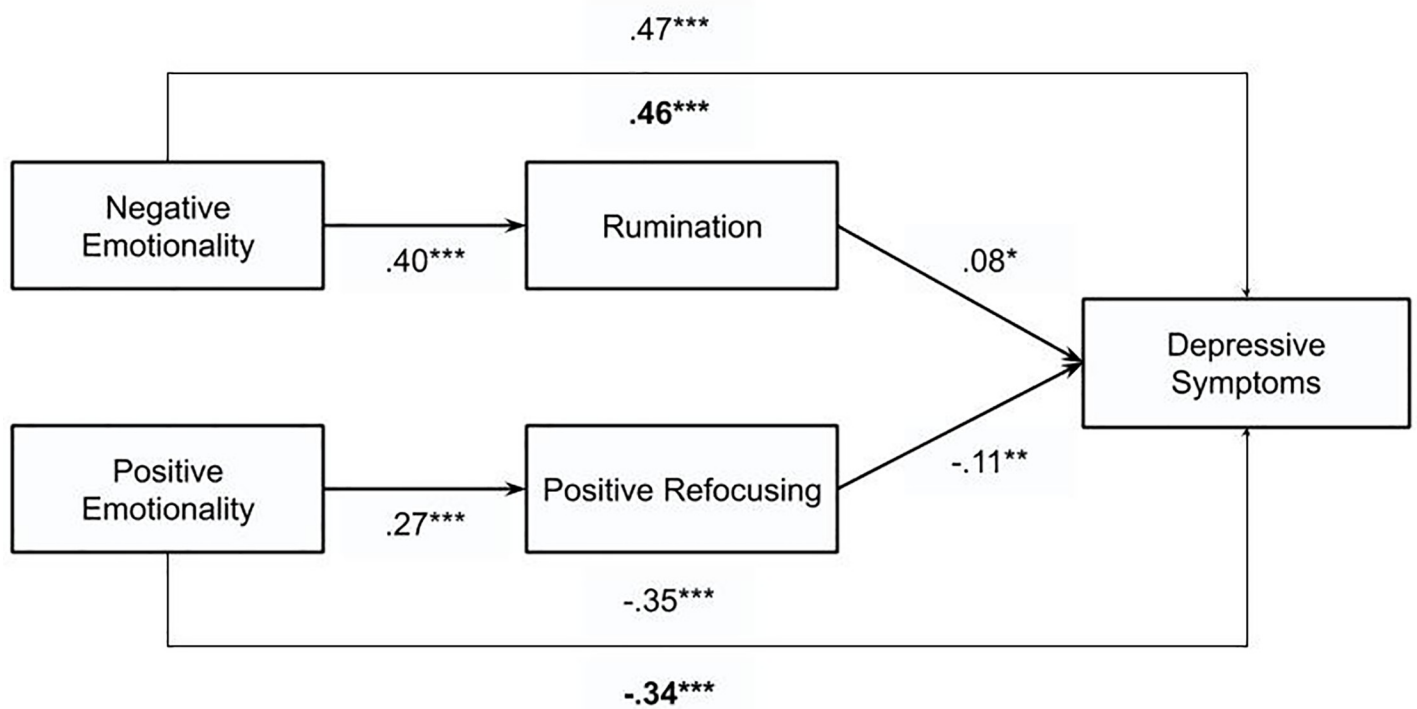 .47***
.46***
Negative
Emotionality
.40***
Rumination
.08*
Depressive
Symptoms
Positive
Emotionality
.27***
Positive Refocusing
-.11**
-.35***
-.34***